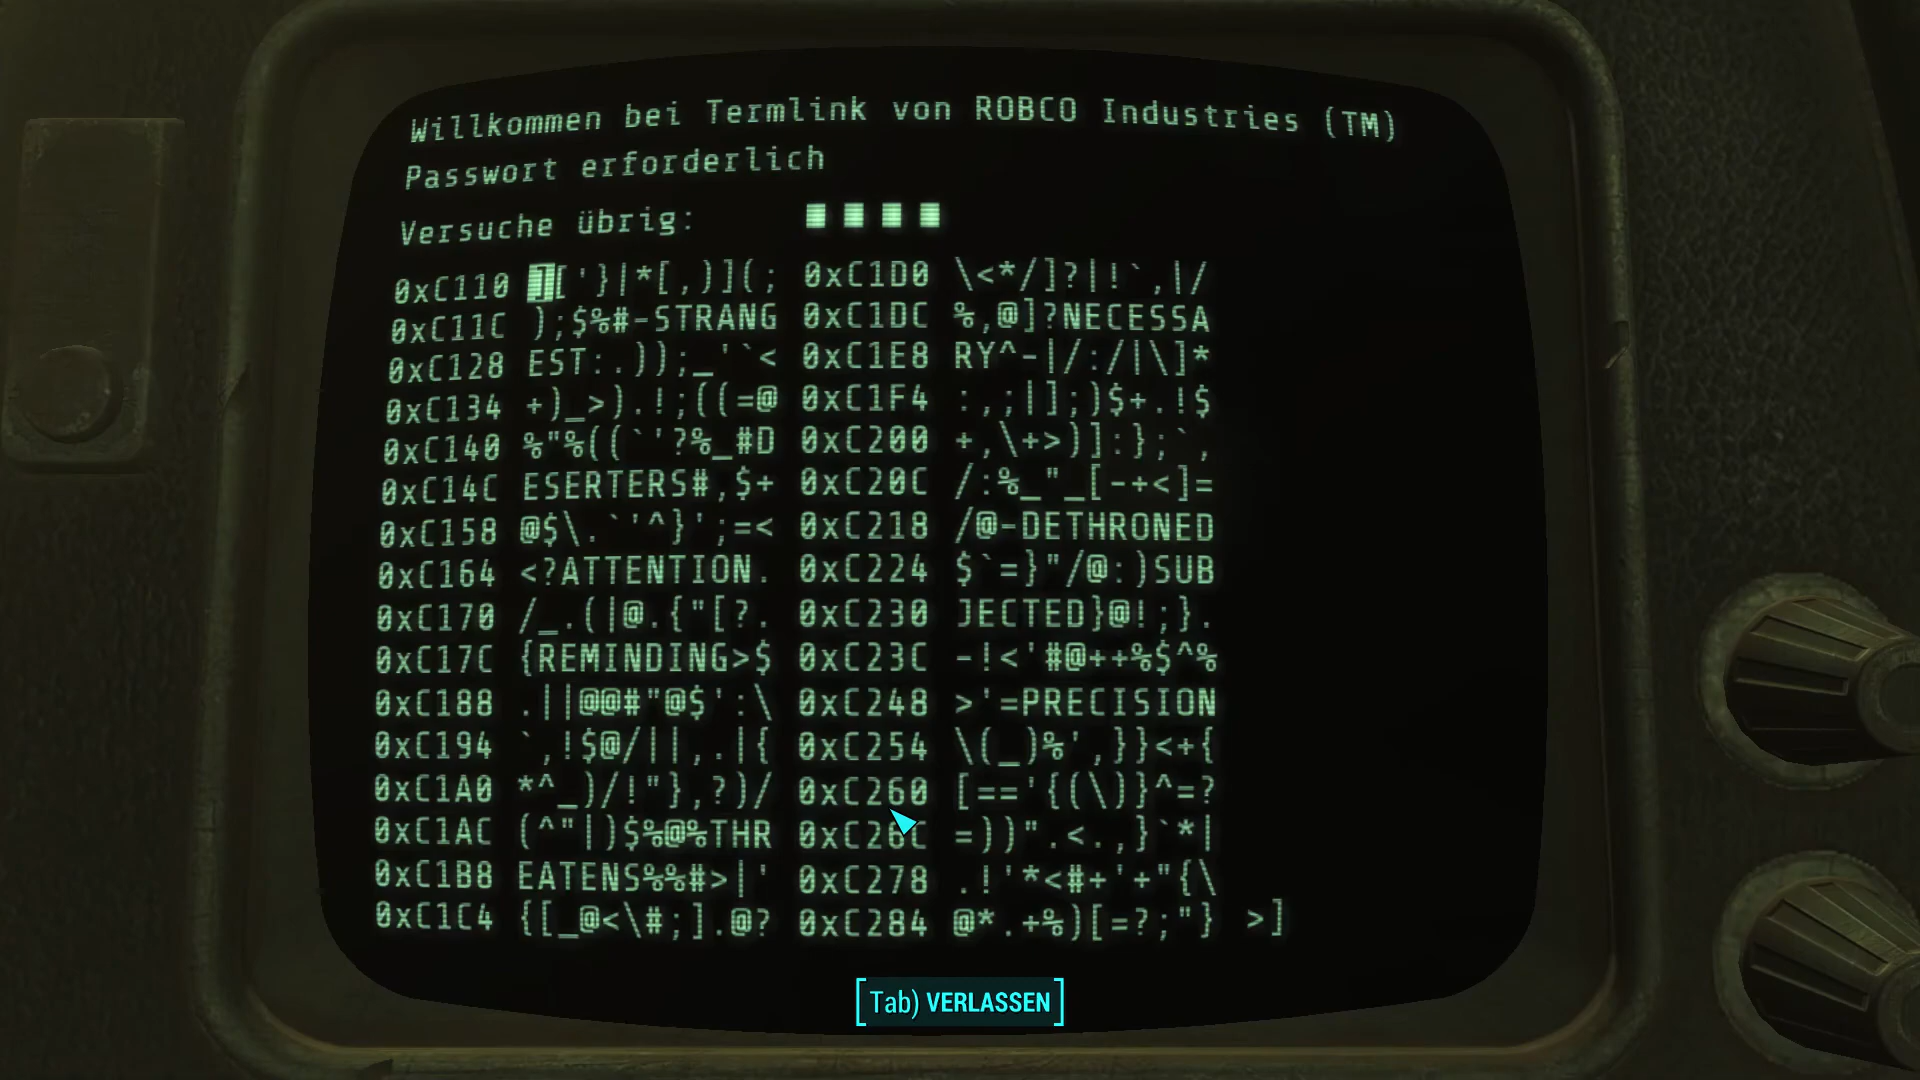 Willkommen bei Termlink von ROBCO Industries (TM)
Passwort erforderlich
Versuche übrig: ■ ■ ■ ■
0xC110 ]['}|*[,)](; 0xC1D0 \<*/]?|!`,|/
0xC11C );$%#-STRANG 0xC1DC %,@]?NECESSA
0xC128 EST:.));_'`< 0xC1E8 RY^-|/:/|\]*
0xC134 +)_>).!;((=@ 0xC1F4 :,;|];)$+.!$
0xC140 %"%((`'?%_#D 0xC200 +,\+>)]:};`,
0xC14C ESERTERS#,$+ 0xC20C /:%_"_[-+<]=
0xC158 @$\.`'^}';=< 0xC218 /@-DETHRONED
0xC164 <?ATTENTION. 0xC224 $`=}"/@:)SUB
0xC170 /_.(|@.{"[?. 0xC230 JECTED}@!;}.
0xC17C {REMINDING>$ 0xC23C -!<'#@++%$^%
0xC188 .||@@#"@$':\ 0xC248 >'=PRECISION
0xC194 `,!$@/||,.|{ 0xC254 \(_)%',}}<+{
0xC1A0 *^_)/!"},?)/ 0xC260 [=='{(\)}^=?
0xC1AC (^"|)$%@%THR 0xC26C =))".<.,}`*|
0xC1B8 EATENS%%#>|' 0xC278 .!'*<#+'+"{\
0xC1C4 {[_@<\#;].@? 0xC284 @*.+%)[=?;"} >]
[Tab) VERLASSEN]